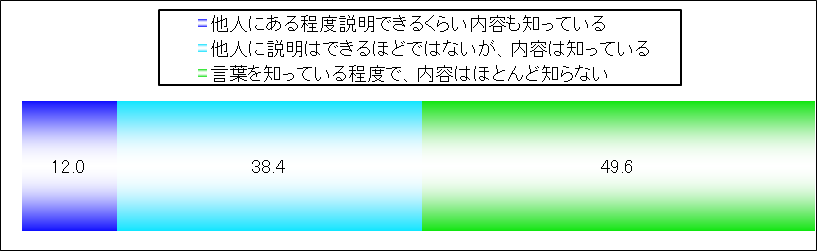 他人にある程度説明できるくらい内容も知っている
他人に説明はできるほどではないが、内容は知っている
言葉を知っている程度で、内容はほとんど知らない
12.0 38.4 49.6